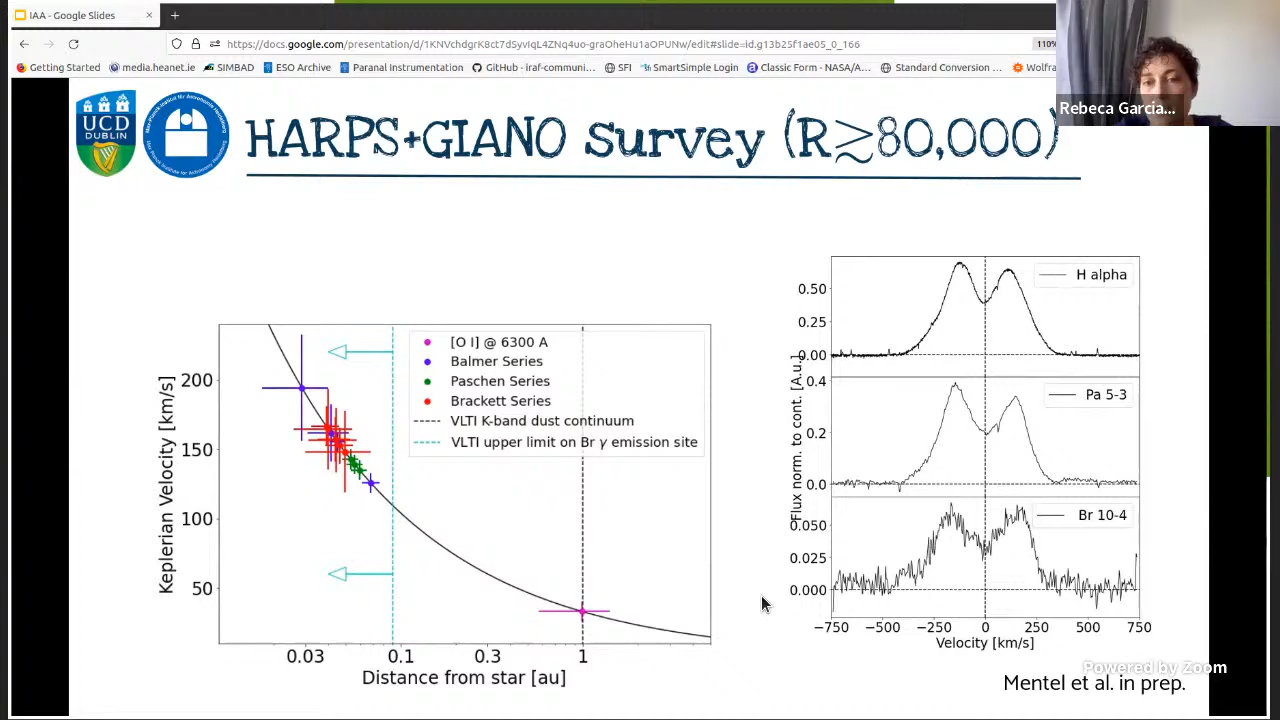 IAA - Google Slides
https://docs.google.com/presentation/d/1KNVchdgrK8ct7dSyvIqL4ZNq4uo-graOheHu1aOPUNw/edit#slide=id.g13b25f1ae05_0_166
110%
Getting Started media.heanet.ie SIMBAD ESO Archive Paranal Instrumentation GitHub - iraf-communi... SFI SmartSimple Login Classic Form - NASA/A... Standard Conversion ... Wolfra
Rebeca Garcia...
UCD
DUBLIN
HARPS+GIANO survey (R≳80,000)
[O I] @ 6300 A
Balmer Series
Paschen Series
Brackett Series
VLTI K-band dust continuum
VLTI upper limit on Br γ emission site
Keplerian Velocity [km/s]
200
150
100
50
0.03 0.1 0.3 1
Distance from star [au]
H alpha
0.50
0.25
0.00
Pa 5-3
0.4
0.2
0.0
Br 10-4
0.050
0.025
0.000
Flux norm. to cont. [A.u.]
−750 −500 −250 0 250 500 750
Velocity [km/s]
Powered by Zoom
Mentel et al. in prep.